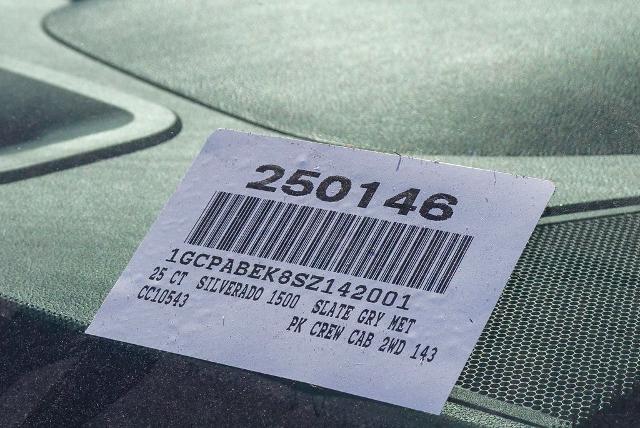 250146
1GCPABEK8SZ142001
25 CT SILVERADO 1500 SLATE GRY MET
CC10543 PK CREW CAB 2WD 143